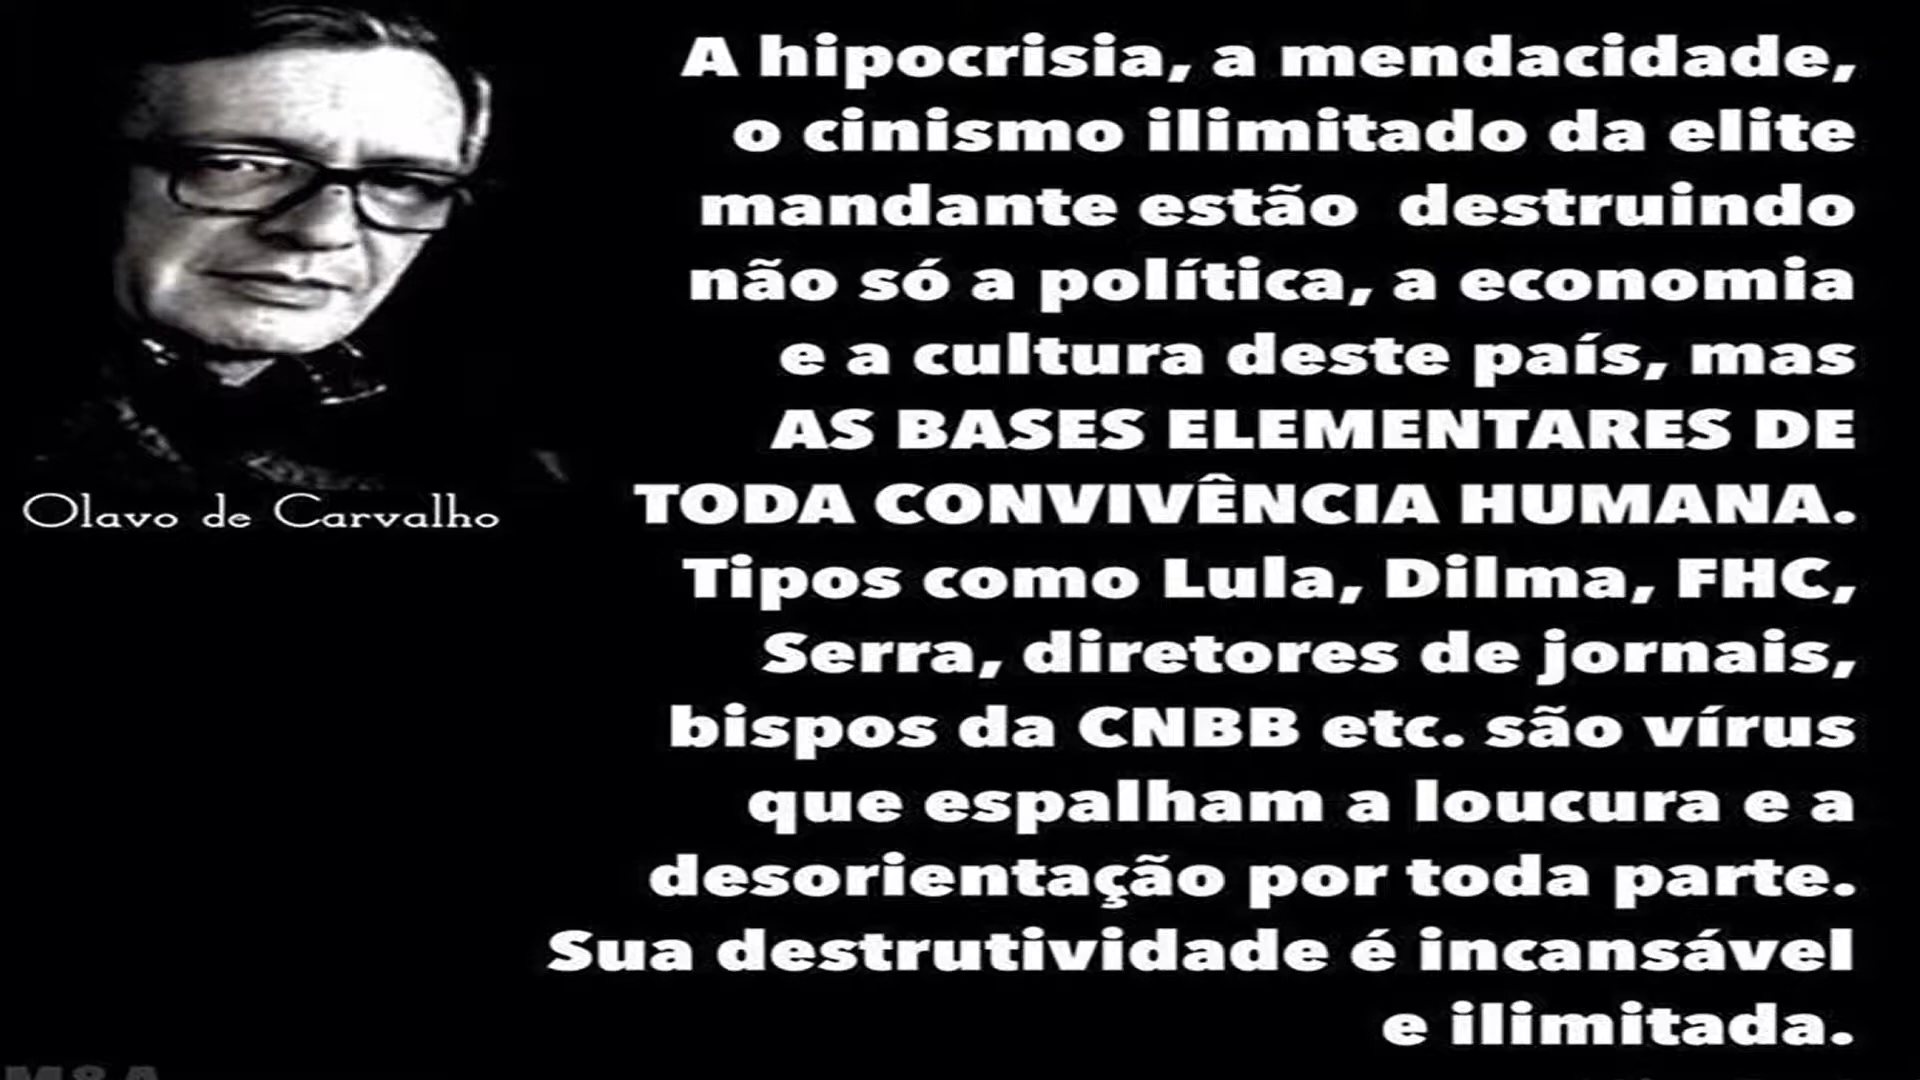 A hipocrisia, a mendacidade,
o cinismo ilimitado da elite
mandante estão destruindo
não só a política, a economia
e a cultura deste país, mas
AS BASES ELEMENTARES DE
TODA CONVIVÊNCIA HUMANA.
Tipos como Lula, Dilma, FHC,
Serra, diretores de jornais,
bispos da CNBB etc. são vírus
que espalham a loucura e a
desorientação por toda parte.
Sua destrutividade é incansável
e ilimitada.
Olavo de Carvalho